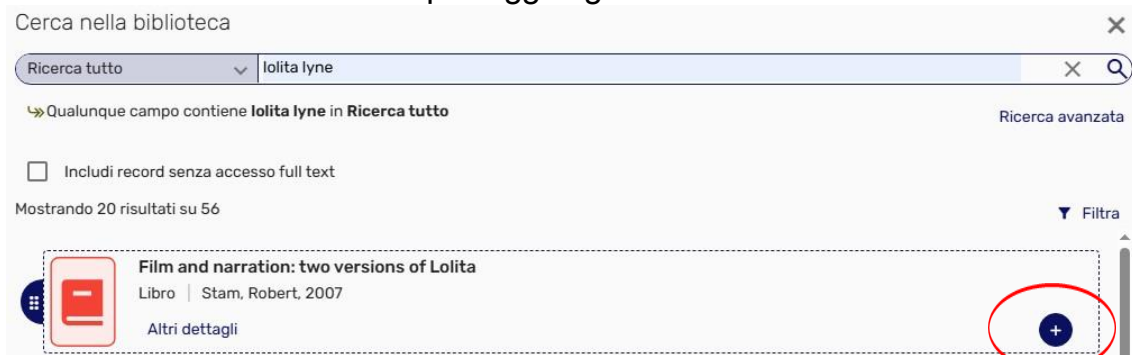 Cerca nella biblioteca
Ricerca tutto lolita lyne
Qualunque campo contiene lolita lyne in Ricerca tutto
Ricerca avanzata
Includi record senza accesso full text
Mostrando 20 risultati su 56
Filtra
Film and narration: two versions of Lolita
Libro | Stam, Robert, 2007
Altri dettagli